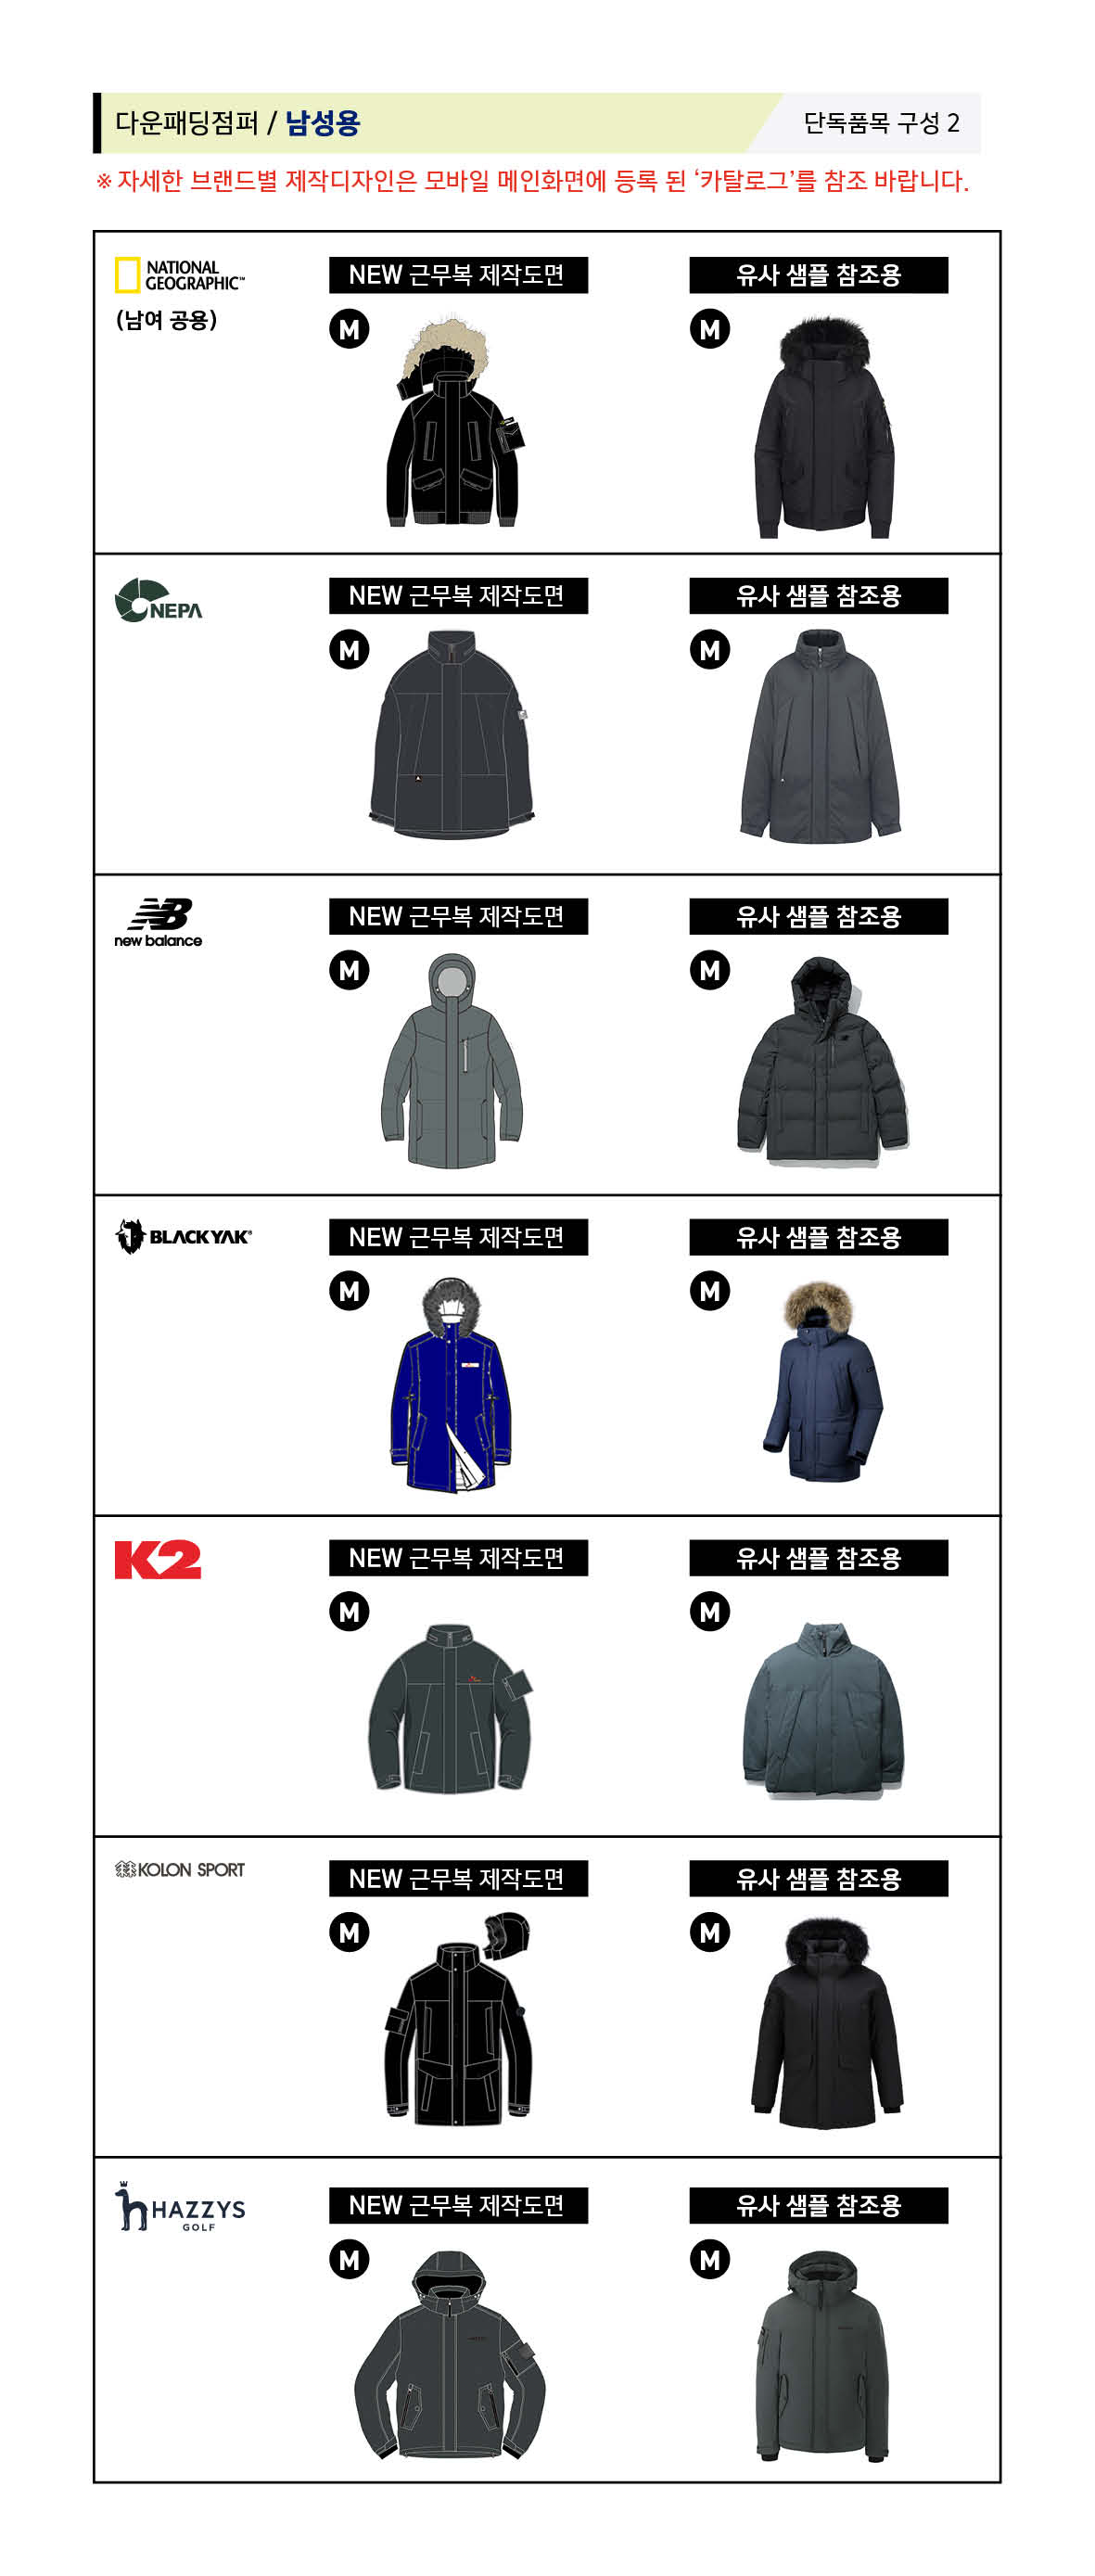 다운패딩점퍼 / 남성용
단독품목 구성 2
※ 자세한 브랜드별 제작디자인은 모바일 메인화면에 등록 된 ‘카탈로그’를 참조 바랍니다.
NATIONAL
GEOGRAPHIC™
(남여 공용)
NEW 근무복 제작도면
유사 샘플 참조용
M
M
NEPA
NEW 근무복 제작도면
유사 샘플 참조용
M
M
NB
new balance
NEW 근무복 제작도면
유사 샘플 참조용
M
M
BLACKYAK®
NEW 근무복 제작도면
유사 샘플 참조용
M
M
K2
NEW 근무복 제작도면
유사 샘플 참조용
M
M
KOLON SPORT
NEW 근무복 제작도면
유사 샘플 참조용
M
M
HAZZYS
GOLF
NEW 근무복 제작도면
유사 샘플 참조용
M
M